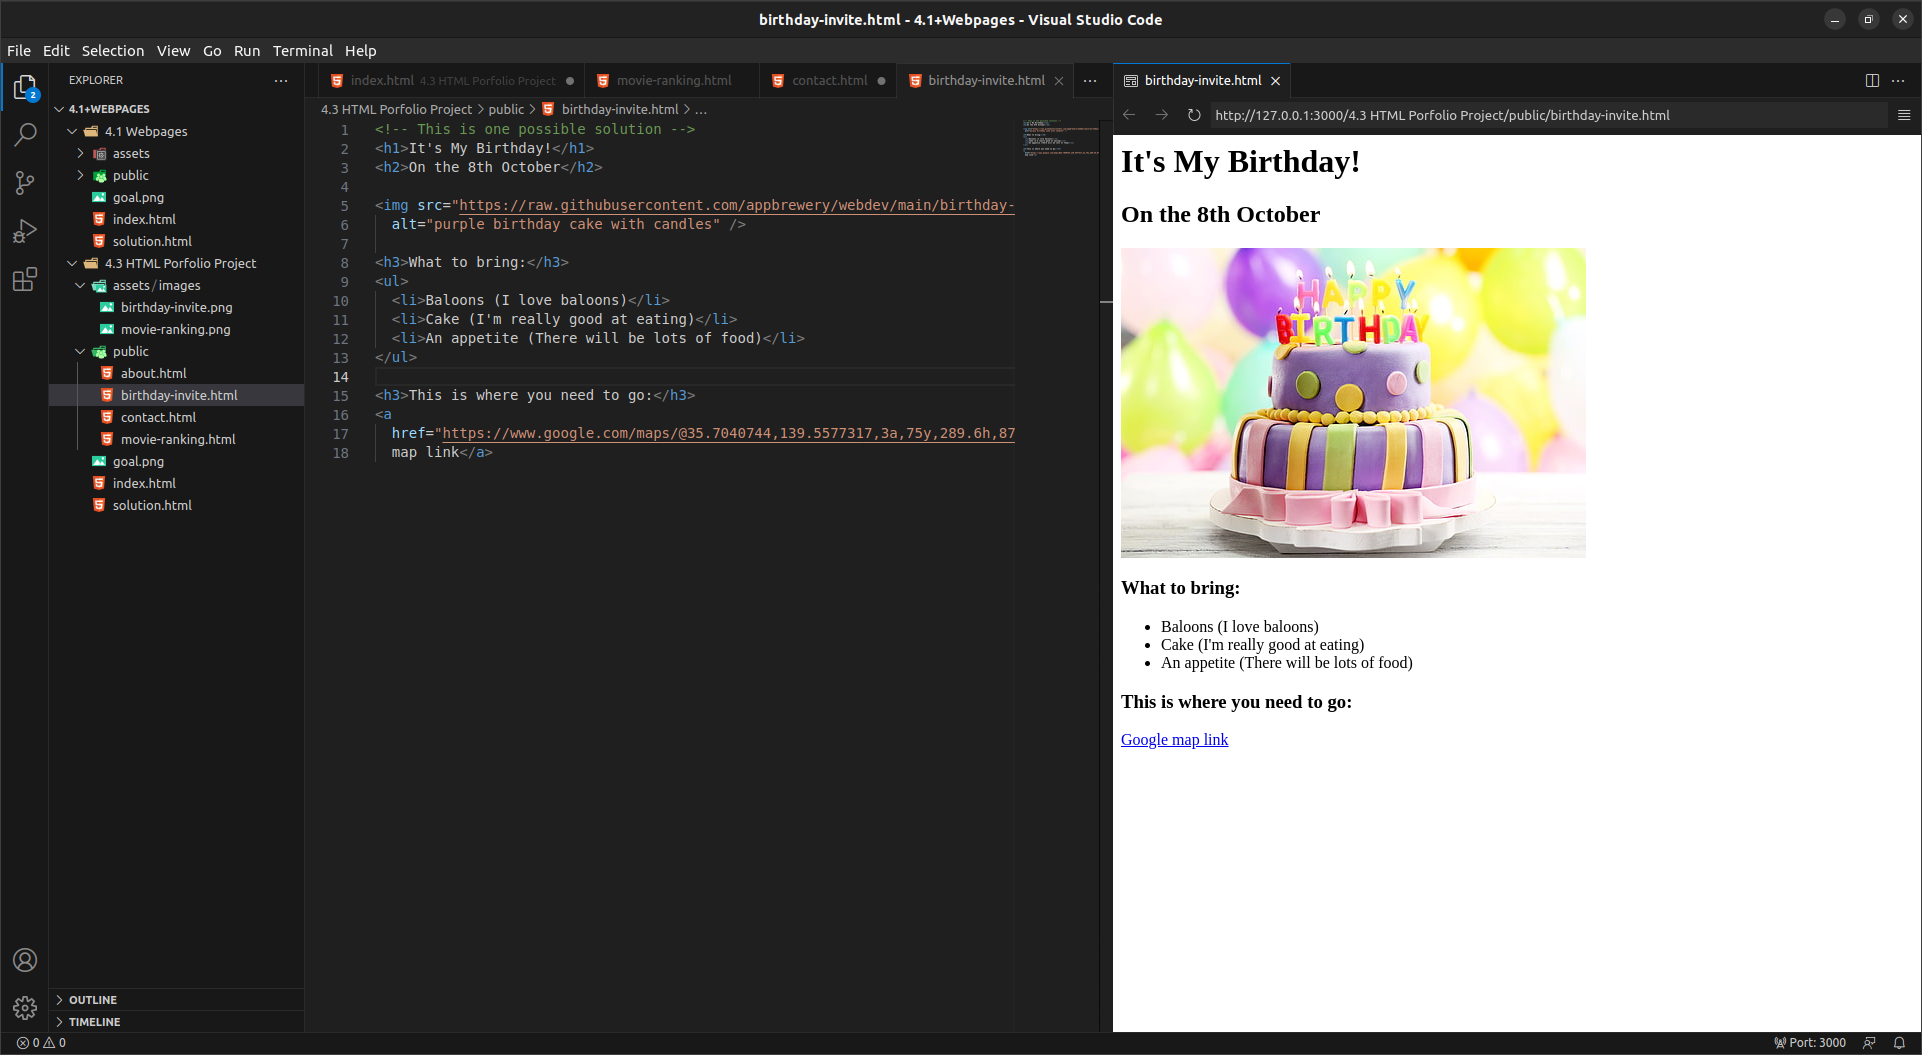 birthday-invite.html - 4.1+Webpages - Visual Studio Code
File Edit Selection View Go Run Terminal Help
EXPLORER
2
4.1+WEBPAGES
4.1 Webpages
assets
public
goal.png
index.html
solution.html
4.3 HTML Porfolio Project
assets/images
birthday-invite.png
movie-ranking.png
public
about.html
birthday-invite.html
contact.html
movie-ranking.html
goal.png
index.html
solution.html
OUTLINE
TIMELINE
index.html 4.3 HTML Porfolio Project movie-ranking.html contact.html birthday-invite.html
4.3 HTML Porfolio Project > public > birthday-invite.html > ...
1 <!-- This is one possible solution -->
2 <h1>It's My Birthday!</h1>
3 <h2>On the 8th October</h2>
4
5 <img src="https://raw.githubusercontent.com/appbrewery/webdev/main/birthday-
6 alt="purple birthday cake with candles" />
7
8 <h3>What to bring:</h3>
9 <ul>
10 <li>Baloons (I love baloons)</li>
11 <li>Cake (I'm really good at eating)</li>
12 <li>An appetite (There will be lots of food)</li>
13 </ul>
14
15 <h3>This is where you need to go:</h3>
16 <a
17 href="https://www.google.com/maps/@35.7040744,139.5577317,3a,75y,289.6h,87
18 map link</a>
birthday-invite.html
http://127.0.0.1:3000/4.3 HTML Porfolio Project/public/birthday-invite.html
It's My Birthday!
On the 8th October
HAPPY
BIRTHDAY
What to bring:
• Baloons (I love baloons)
• Cake (I'm really good at eating)
• An appetite (There will be lots of food)
This is where you need to go:
Google map link
0 0
Port: 3000